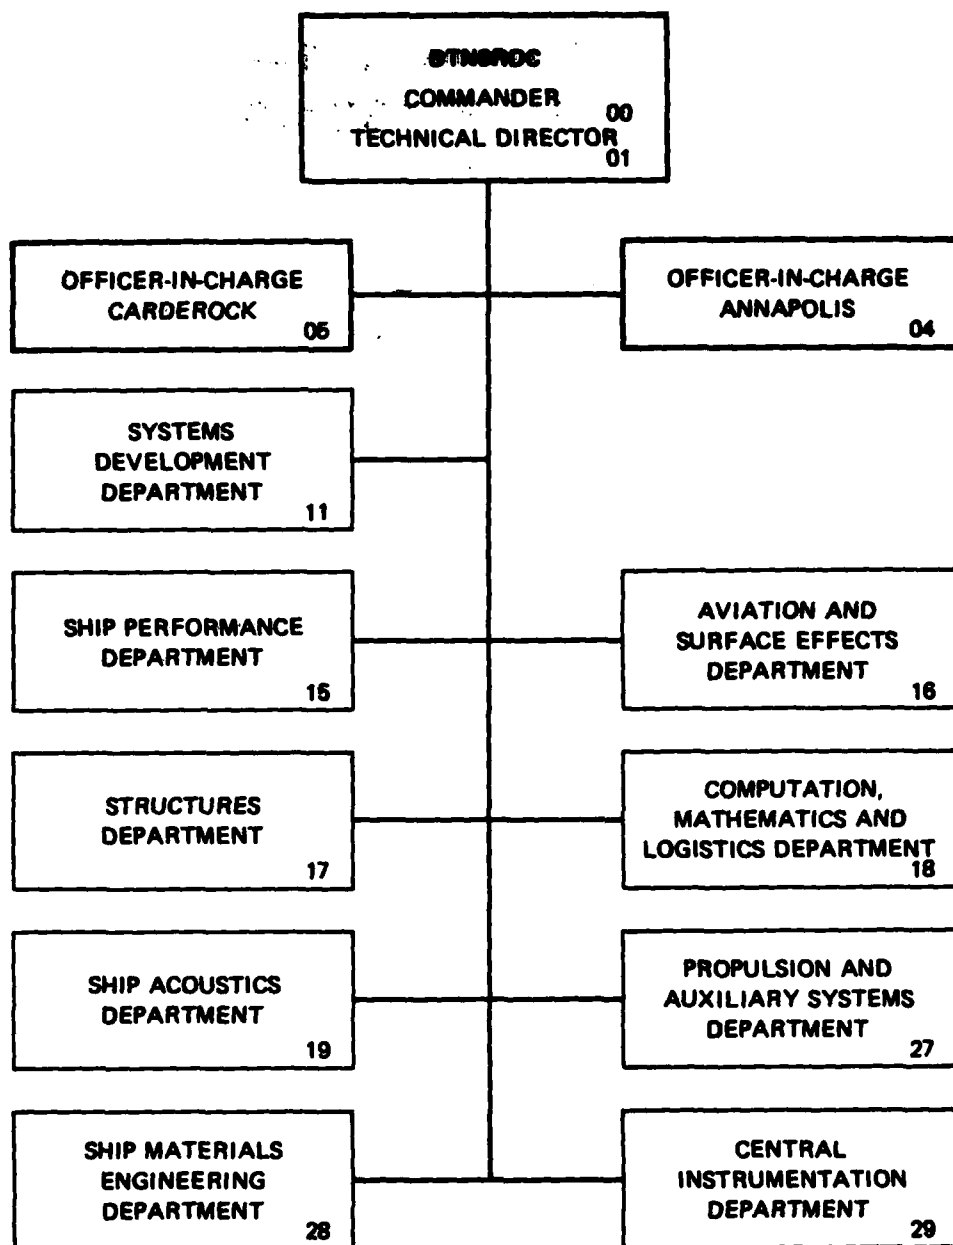 DTNSRDC
COMMANDER
00
TECHNICAL DIRECTOR
01
OFFICER-IN-CHARGE
CARDEROCK
05
OFFICER-IN-CHARGE
ANNAPOLIS
04
SYSTEMS
DEVELOPMENT
DEPARTMENT
11
SHIP PERFORMANCE
DEPARTMENT
15
AVIATION AND
SURFACE EFFECTS
DEPARTMENT
16
STRUCTURES
DEPARTMENT
17
COMPUTATION,
MATHEMATICS AND
LOGISTICS DEPARTMENT
18
SHIP ACOUSTICS
DEPARTMENT
19
PROPULSION AND
AUXILIARY SYSTEMS
DEPARTMENT
27
SHIP MATERIALS
ENGINEERING
DEPARTMENT
28
CENTRAL
INSTRUMENTATION
DEPARTMENT
29